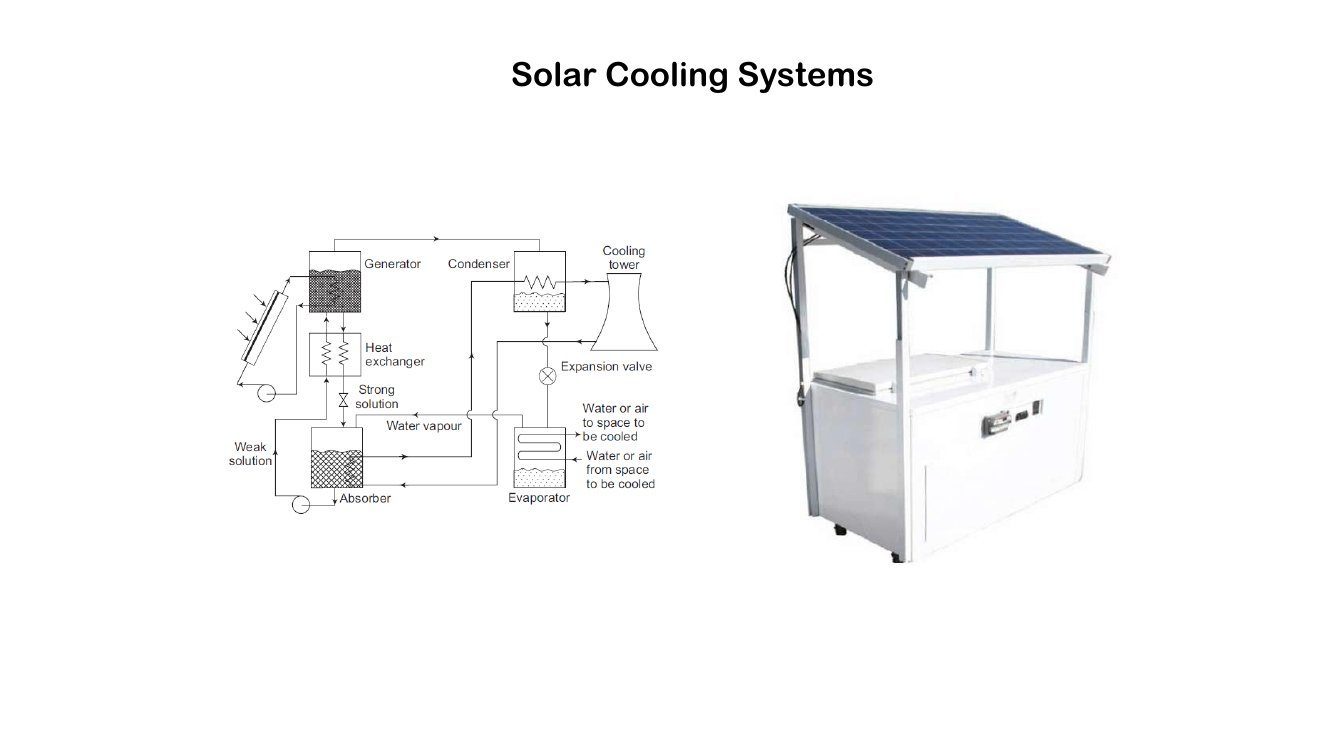 Solar Cooling Systems
Generator
Condenser
Cooling
tower
Heat
exchanger
Expansion valve
Strong
solution
Water vapour
Water or air
to space to
be cooled
Weak
solution
Water or air
from space
to be cooled
Absorber
Evaporator